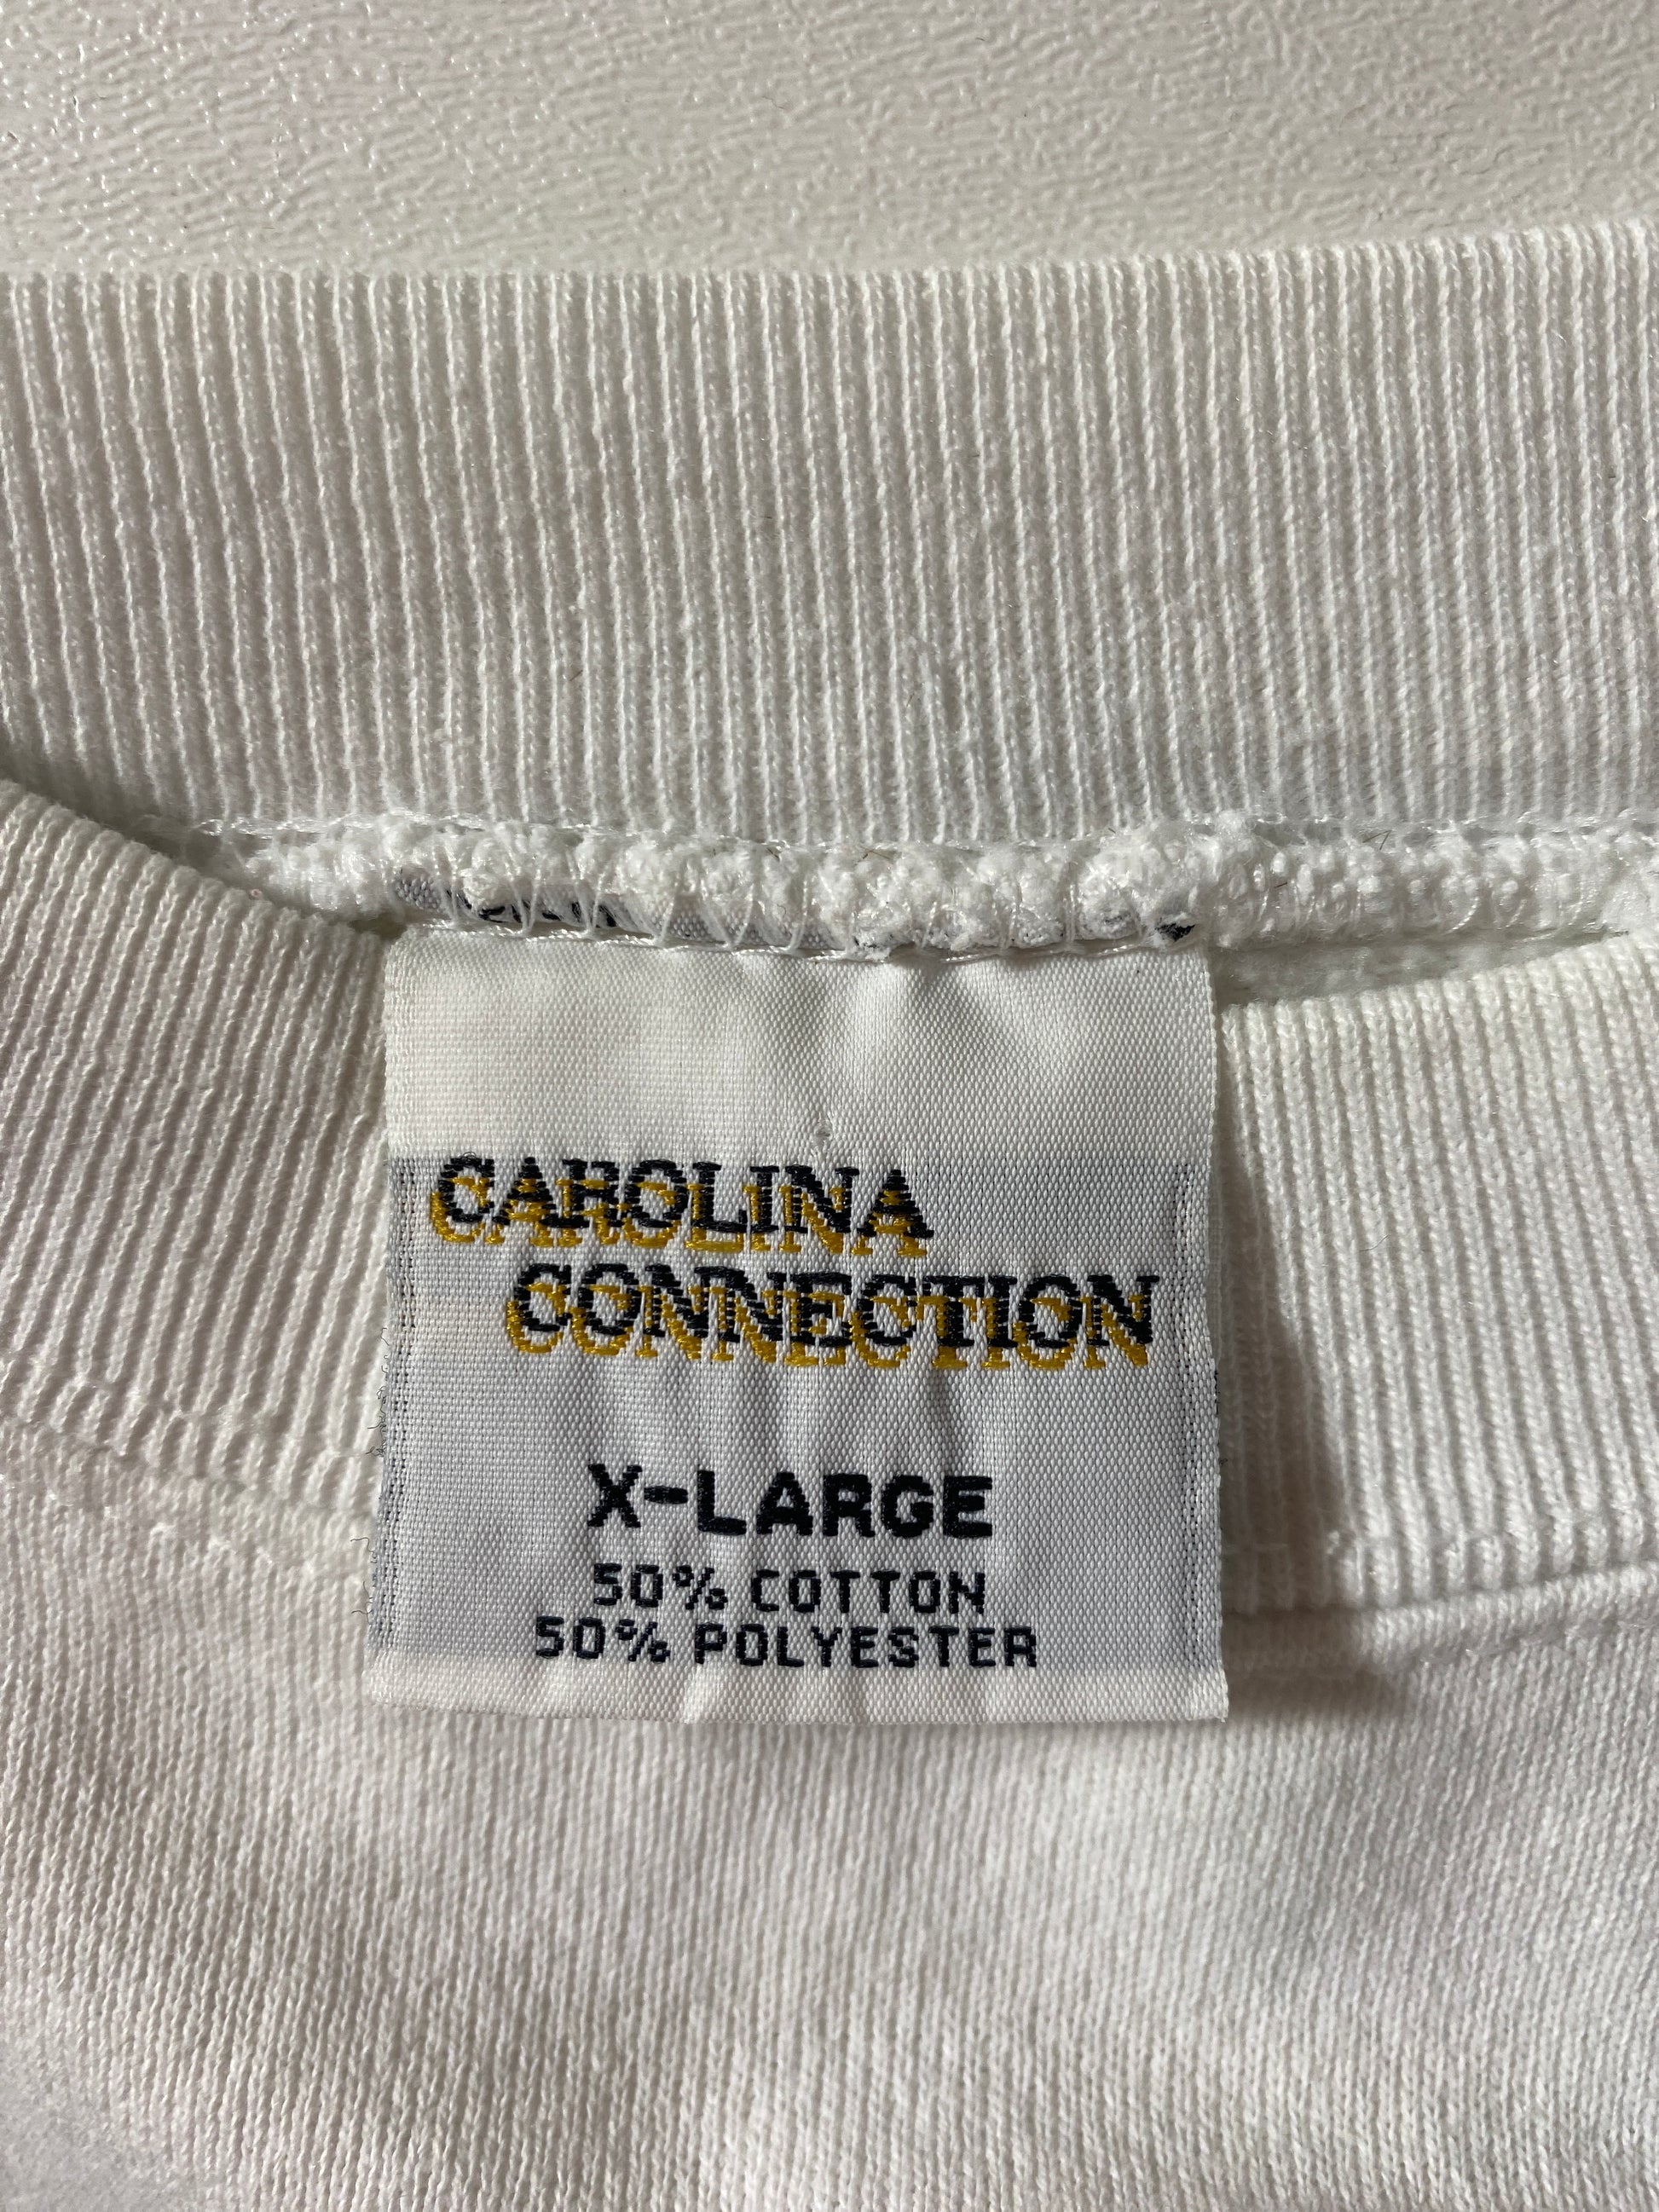 CAROLINA
CONNECTION
X-LARGE
50% COTTON
50% POLYESTER